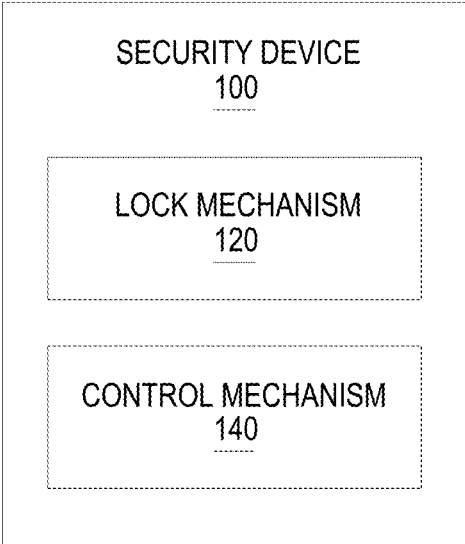 SECURITY DEVICE
100
LOCK MECHANISM
120
CONTROL MECHANISM
140